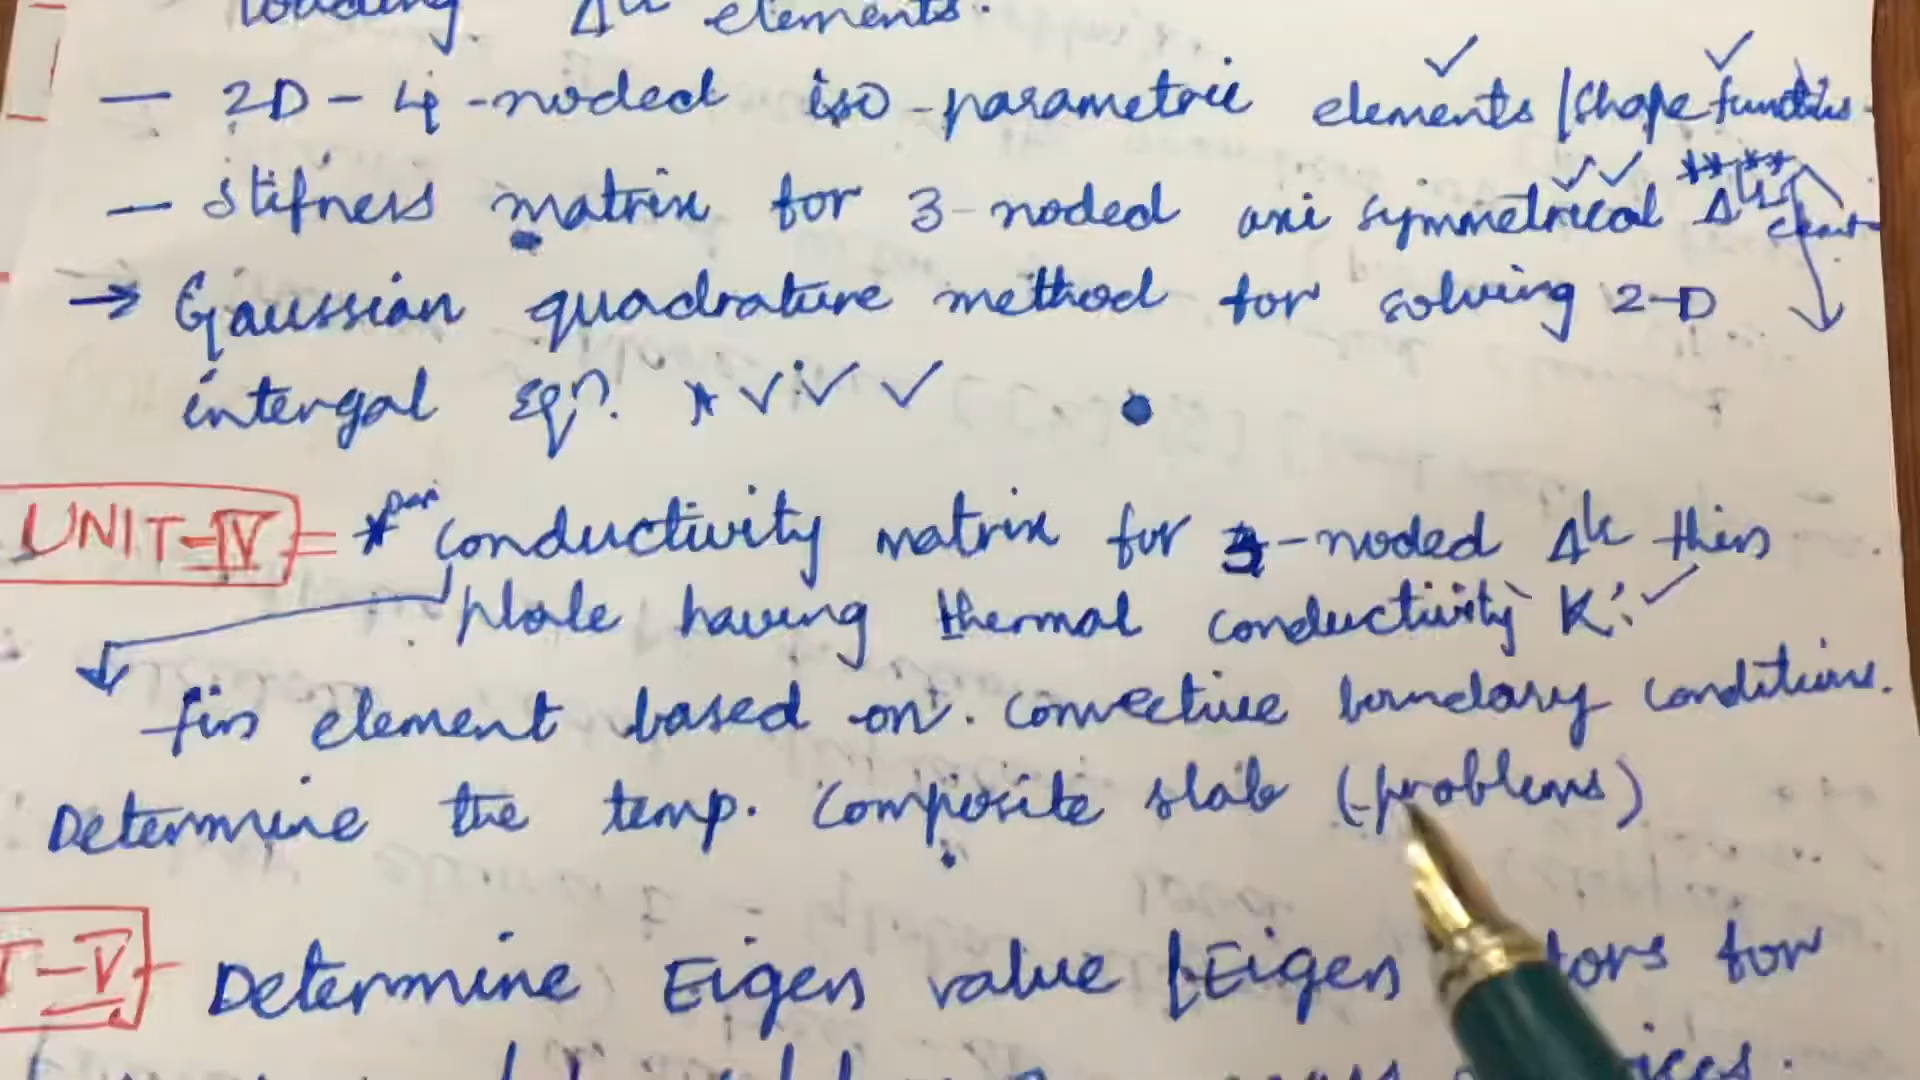 loading. Δle elements.
— 2D - 4 -noded iso-parametric elements / Shape functions.
— stifness matrix for 3-noded axi symmetrical Δle
→ Gaussian quadrature method for solving 2-D
intergal Eqn. * ✓ ✓ ✓
UNIT-IV = * conductivity matrix for 3-noded Δle thin
plate having thermal conductivity 'K'. ✓
fin element based on. convective boundary conditions.
Determine the temp. composite slab (problems)
T-V - Determine Eigen value / Eigen tors for